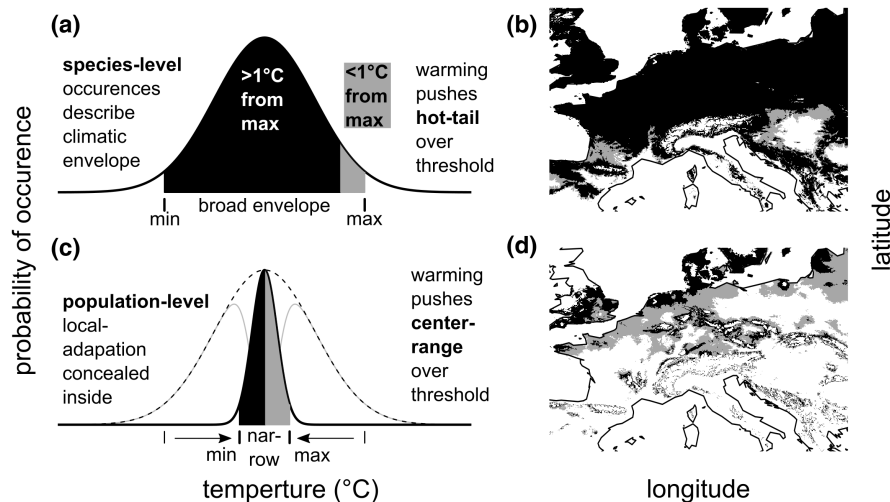 (a)
species-level
occurences
describe
climatic
envelope
>1°C
from
max
<1°C
from
max
warming
pushes
hot-tail
over
threshold
min
broad envelope
max
(b)
(c)
population-level
local-
adapation
concealed
inside
warming
pushes
center-
range
over
threshold
min
nar-
row
max
(d)
probability of occurence
temperture (°C)
longitude
latitude